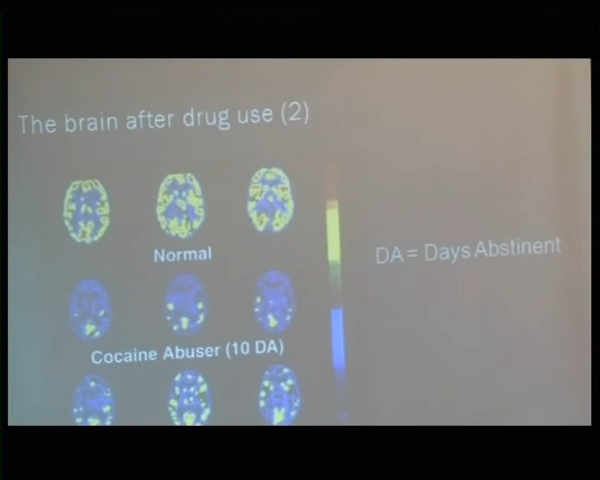 The brain after drug use (2)
Normal
DA = Days Abstinent
Cocaine Abuser (10 DA)